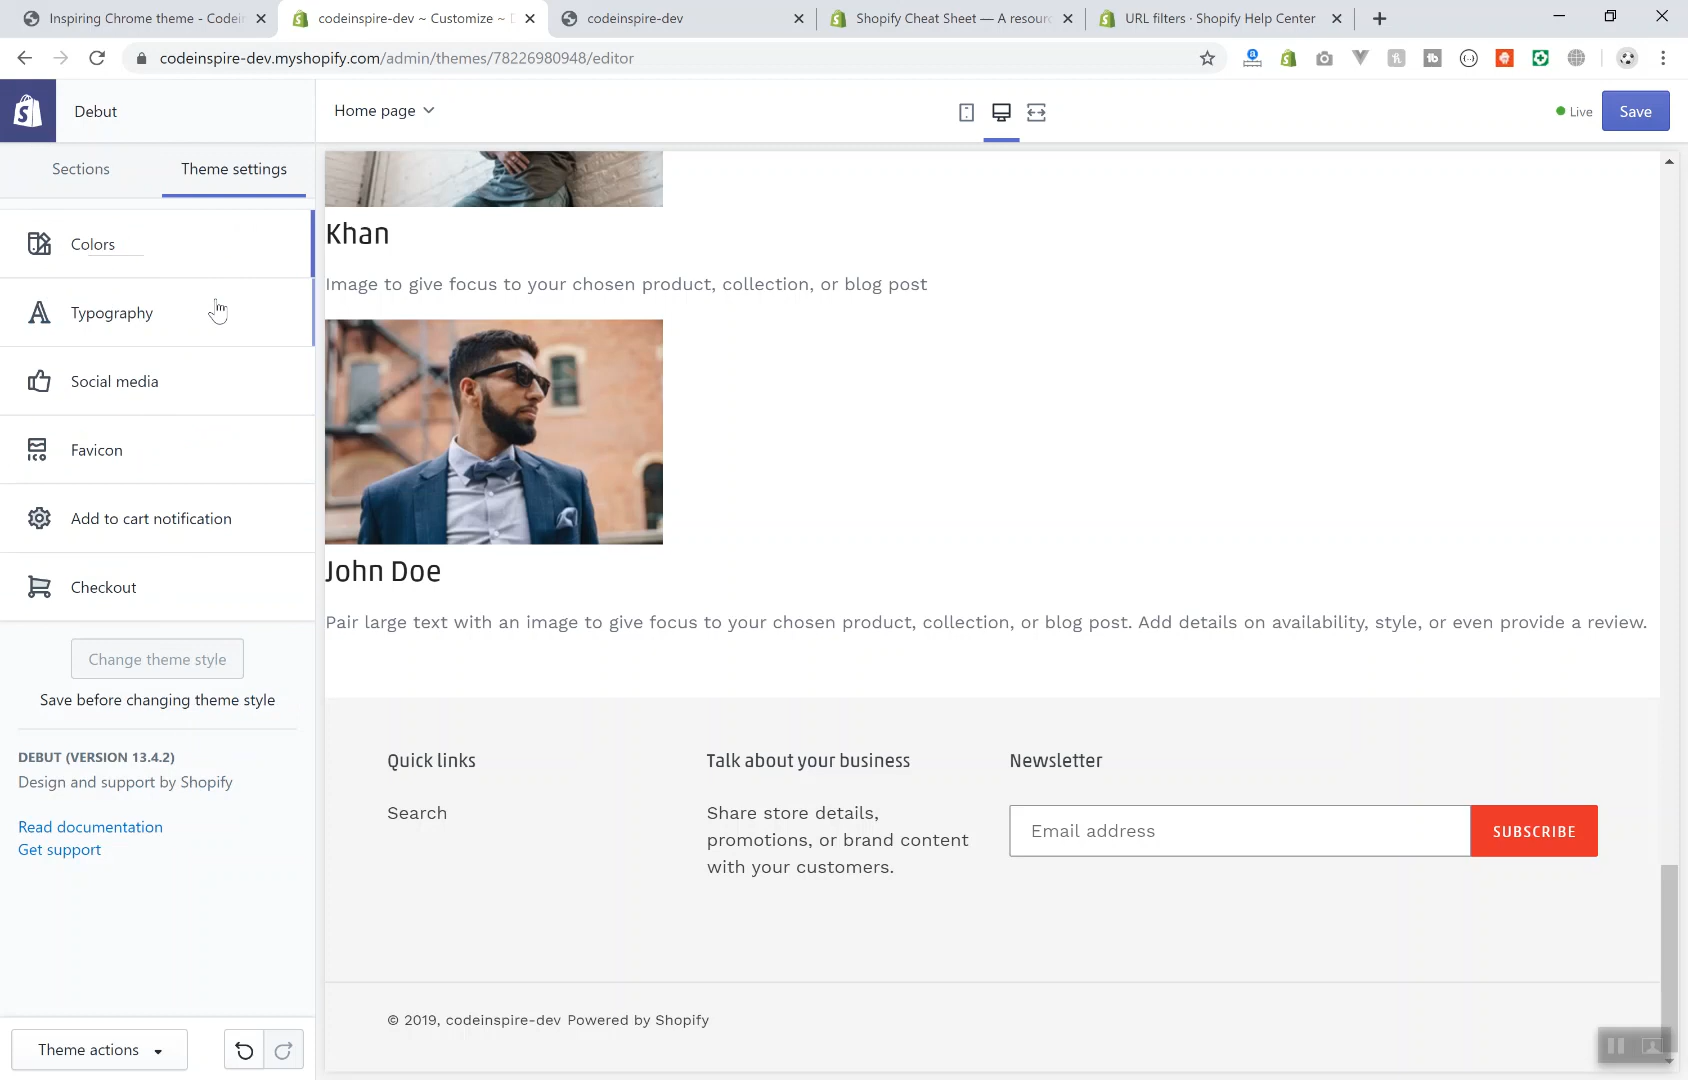 Inspiring Chrome theme - Codein
codeinspire-dev ~ Customize ~ D
codeinspire-dev
Shopify Cheat Sheet — A resourc
URL filters · Shopify Help Center
codeinspire-dev.myshopify.com/admin/themes/78226980948/editor
Debut
Home page
Live
Save
Sections
Theme settings
Colors
Typography
Social media
Favicon
Add to cart notification
Checkout
Change theme style
Save before changing theme style
DEBUT (VERSION 13.4.2)
Design and support by Shopify
Read documentation
Get support
Theme actions
Khan
Image to give focus to your chosen product, collection, or blog post
John Doe
Pair large text with an image to give focus to your chosen product, collection, or blog post. Add details on availability, style, or even provide a review.
Quick links
Search
Talk about your business
Share store details,
promotions, or brand content
with your customers.
Newsletter
Email address
SUBSCRIBE
© 2019, codeinspire-dev Powered by Shopify